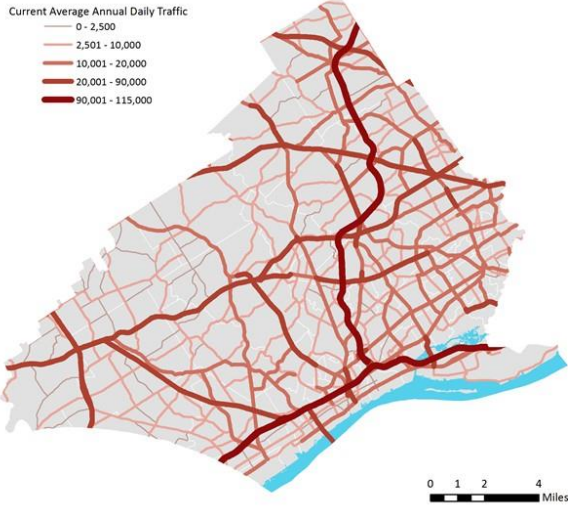 Current Average Annual Daily Traffic
0 - 2,500
2,501 - 10,000
10,001 - 20,000
20,001 - 90,000
90,001 - 115,000
0 1 2 4
Miles